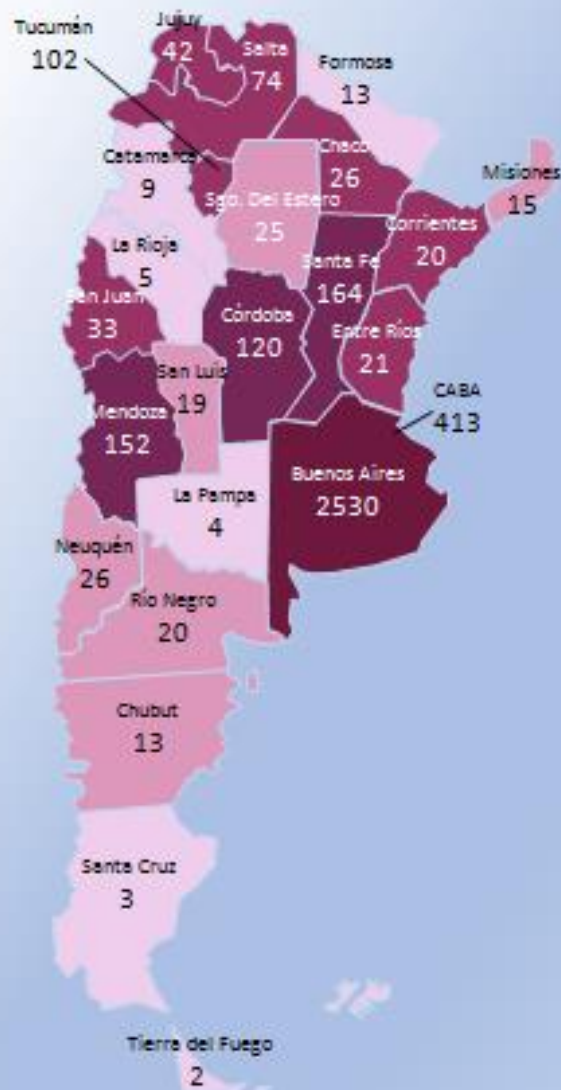 Jujuy
42
Tucumán
102
Salta
74
Formosa
13
Chaco
26
Catamarca
9
Misiones
15
Sgo. Del Estero
25
Corrientes
20
La Rioja
5
Santa Fe
164
San Juan
33
Córdoba
120
Entre Ríos
21
San Luis
19
CABA
413
Mendoza
152
Buenos Aires
2530
La Pampa
4
Neuquén
26
Río Negro
20
Chubut
13
Santa Cruz
3
Tierra del Fuego
2